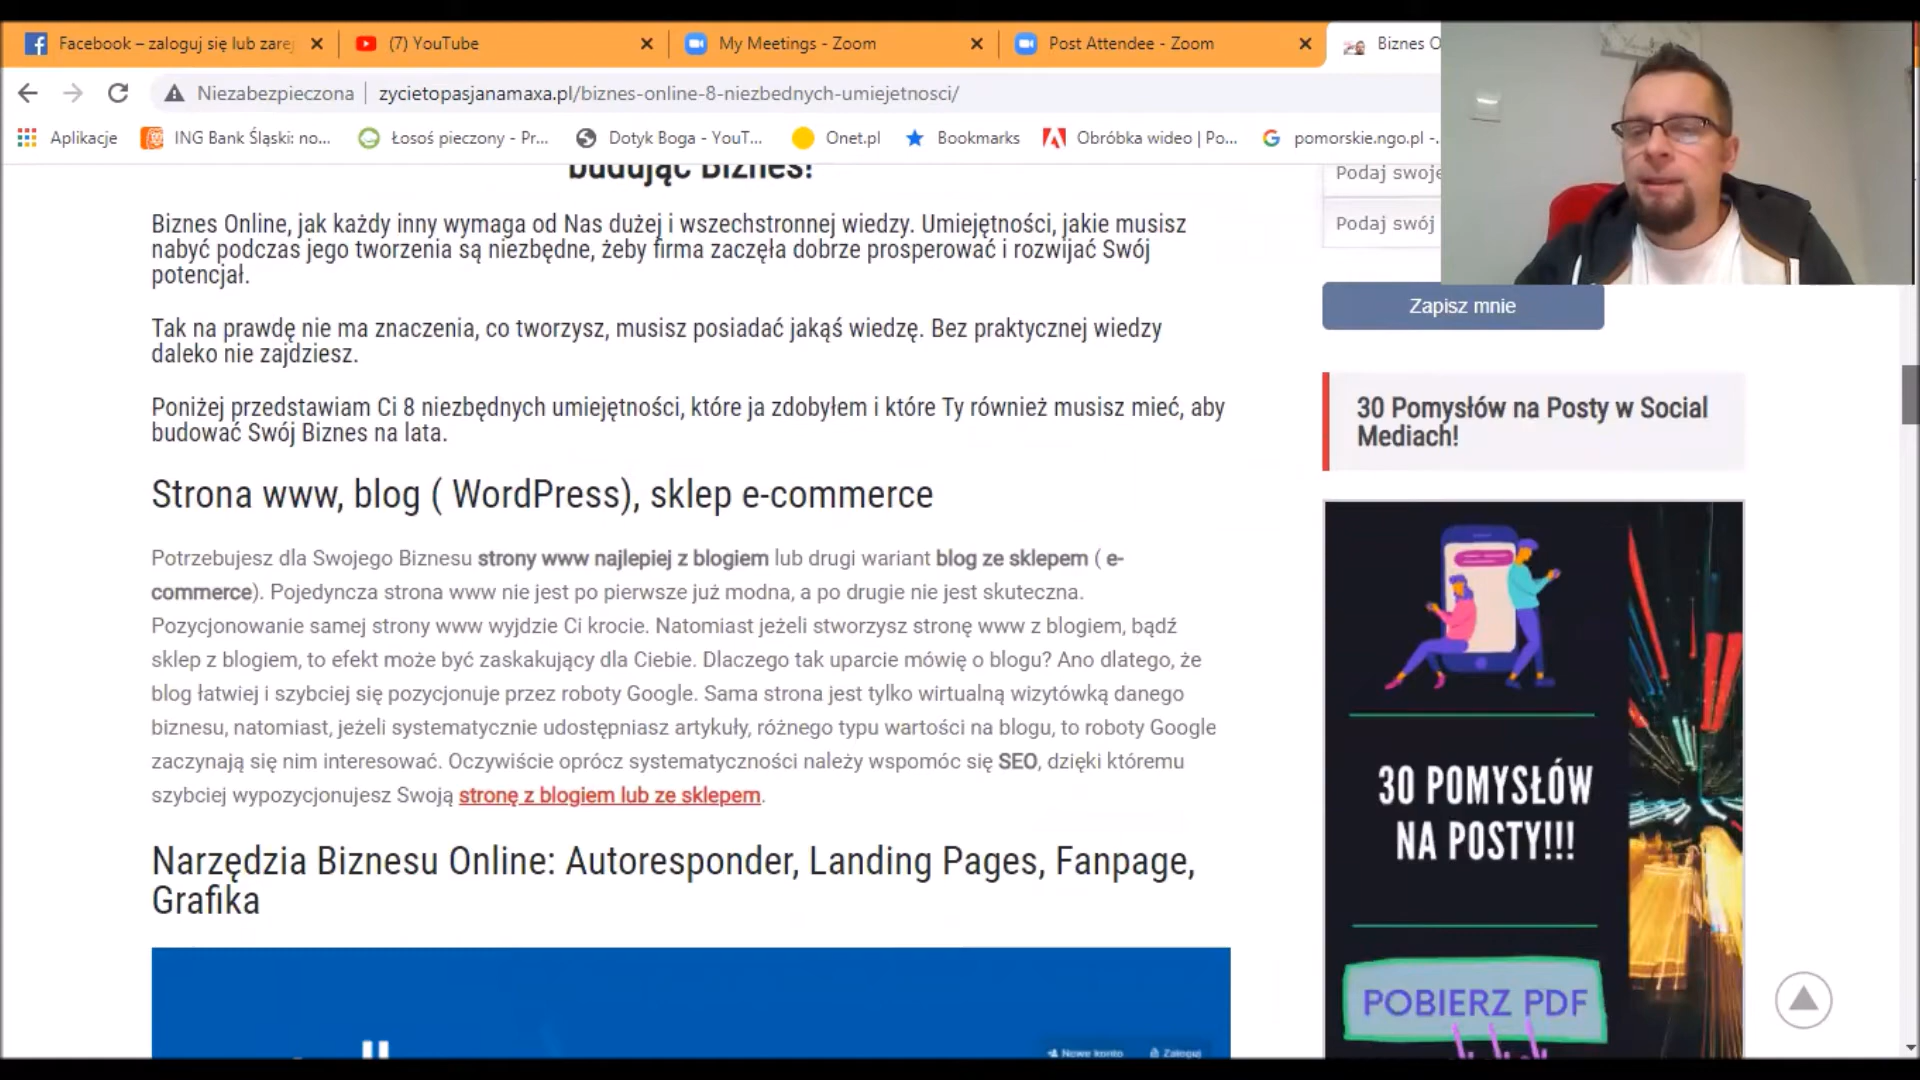 Facebook – zaloguj się lub zarej
(7) YouTube
My Meetings - Zoom
Post Attendee - Zoom
Biznes O
Niezabezpieczona
zycietopasjanamaxa.pl/biznes-online-8-niezbednych-umiejetnosci/
Aplikacje
ING Bank Śląski: no...
Łosoś pieczony - Pr...
Dotyk Boga - YouT...
Onet.pl
Bookmarks
Obróbka wideo | Po...
pomorskie.ngo.pl -...
budując Biznes!
Biznes Online, jak każdy inny wymaga od Nas dużej i wszechstronnej wiedzy. Umiejętności, jakie musisz
nabyć podczas jego tworzenia są niezbędne, żeby firma zaczęła dobrze prosperować i rozwijać Swój
potencjał.
Tak na prawdę nie ma znaczenia, co tworzysz, musisz posiadać jakąś wiedzę. Bez praktycznej wiedzy
daleko nie zajdziesz.
Poniżej przedstawiam Ci 8 niezbędnych umiejętności, które ja zdobyłem i które Ty również musisz mieć, aby
budować Swój Biznes na lata.
Strona www, blog ( WordPress), sklep e-commerce
Potrzebujesz dla Swojego Biznesu strony www najlepiej z blogiem lub drugi wariant blog ze sklepem ( e-
commerce). Pojedyncza strona www nie jest po pierwsze już modna, a po drugie nie jest skuteczna.
Pozycjonowanie samej strony www wyjdzie Ci krocie. Natomiast jeżeli stworzysz stronę www z blogiem, bądź
sklep z blogiem, to efekt może być zaskakujący dla Ciebie. Dlaczego tak uparcie mówię o blogu? Ano dlatego, że
blog łatwiej i szybciej się pozycjonuje przez roboty Google. Sama strona jest tylko wirtualną wizytówką danego
biznesu, natomiast, jeżeli systematycznie udostępniasz artykuły, różnego typu wartości na blogu, to roboty Google
zaczynają się nim interesować. Oczywiście oprócz systematyczności należy wspomóc się SEO, dzięki któremu
szybciej wypozycjonujesz Swoją stronę z blogiem lub ze sklepem.
Narzędzia Biznesu Online: Autoresponder, Landing Pages, Fanpage,
Grafika
Nowe konto
Zaloguj
Podaj swoje
Podaj swój
Zapisz mnie
30 Pomysłów na Posty w Social
Mediach!
30 POMYSŁÓW
NA POSTY!!!
POBIERZ PDF